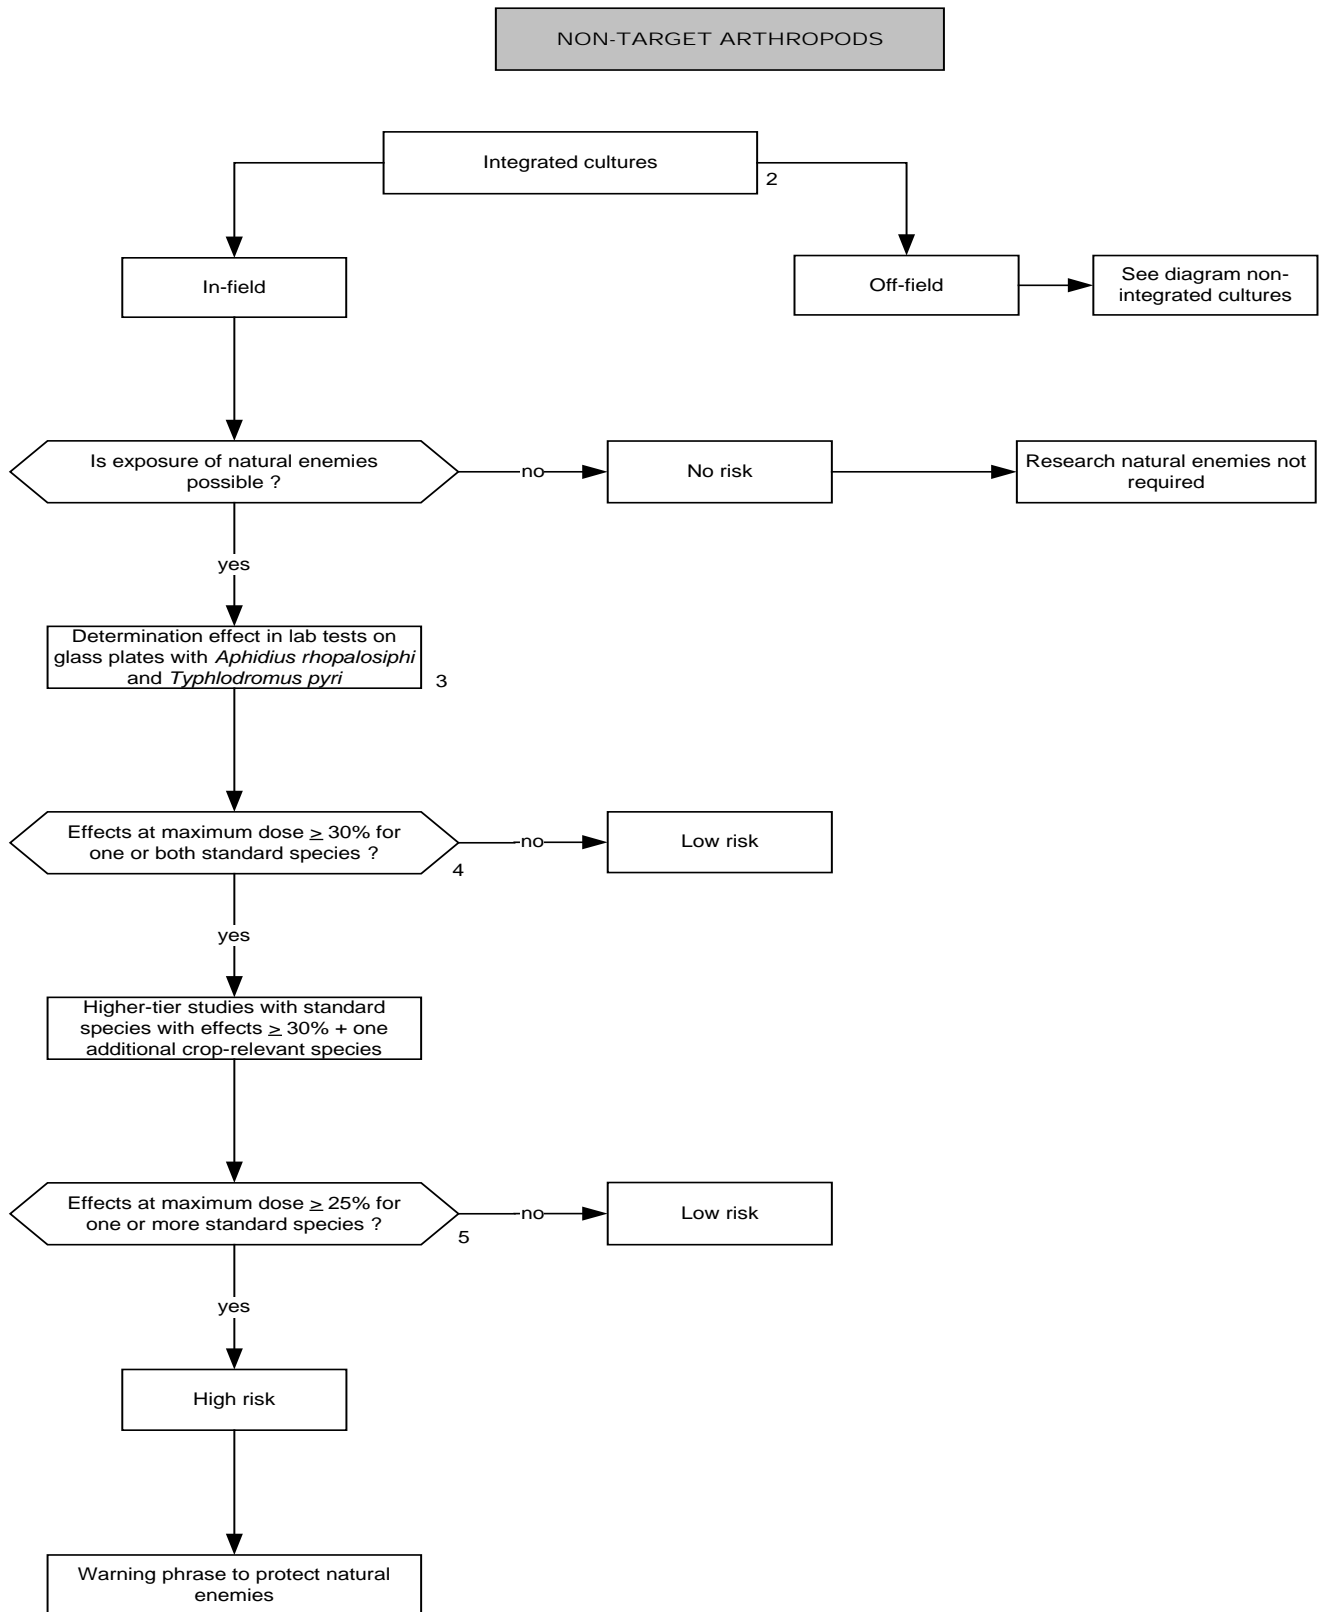 NON-TARGET ARTHROPODS
Integrated cultures
2
In-field
Off-field
See diagram non-
integrated cultures
Is exposure of natural enemies
possible ?
no
No risk
Research natural enemies not
required
yes
Determination effect in lab tests on
glass plates with Aphidius rhopalosiphi
and Typhlodromus pyri
3
Effects at maximum dose ≥ 30% for
one or both standard species ?
4
no
Low risk
yes
Higher-tier studies with standard
species with effects ≥ 30% + one
additional crop-relevant species
Effects at maximum dose ≥ 25% for
one or more standard species ?
5
no
Low risk
yes
High risk
Warning phrase to protect natural
enemies